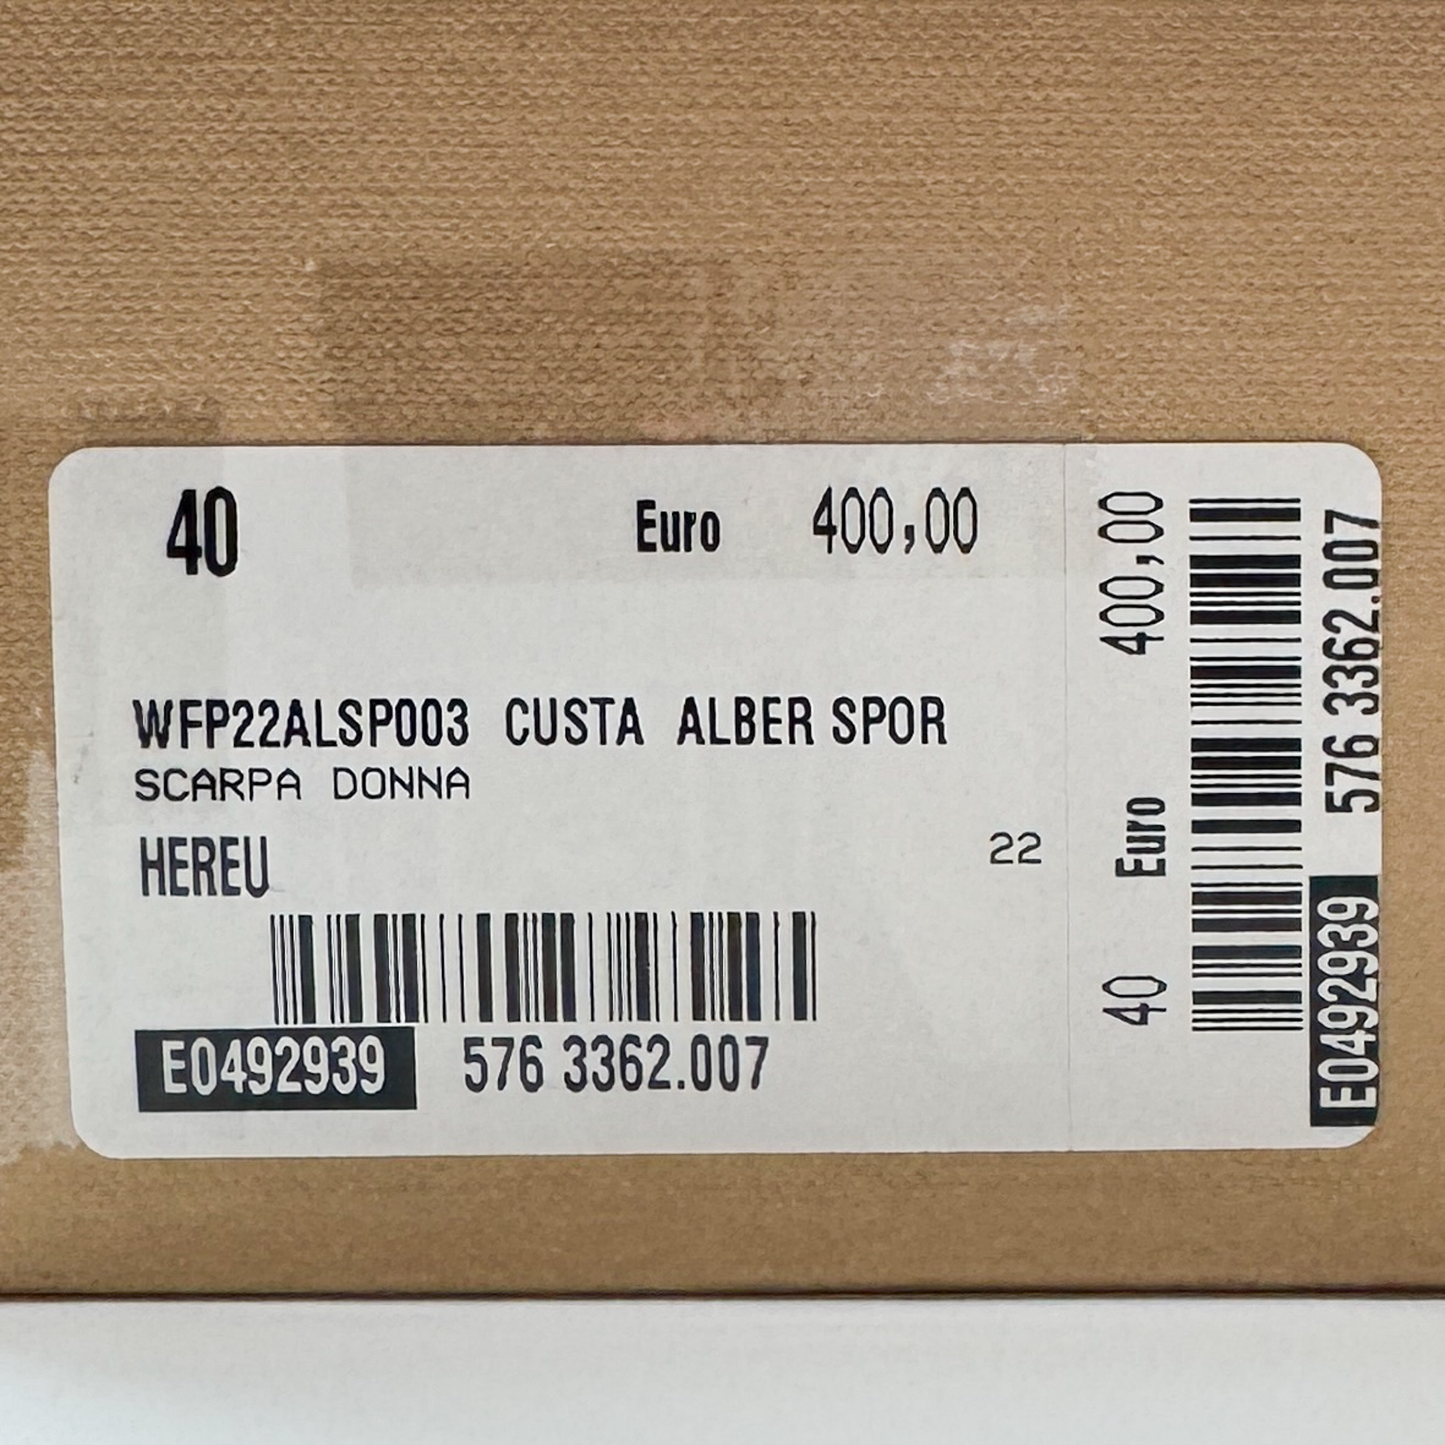 40 Euro 400,00
WFP22ALSP003 CUSTA ALBER SPOR
SCARPA DONNA
HEREU 22
E0492939 576 3362.007
40 Euro 400,00
E0492939 576 3362.007